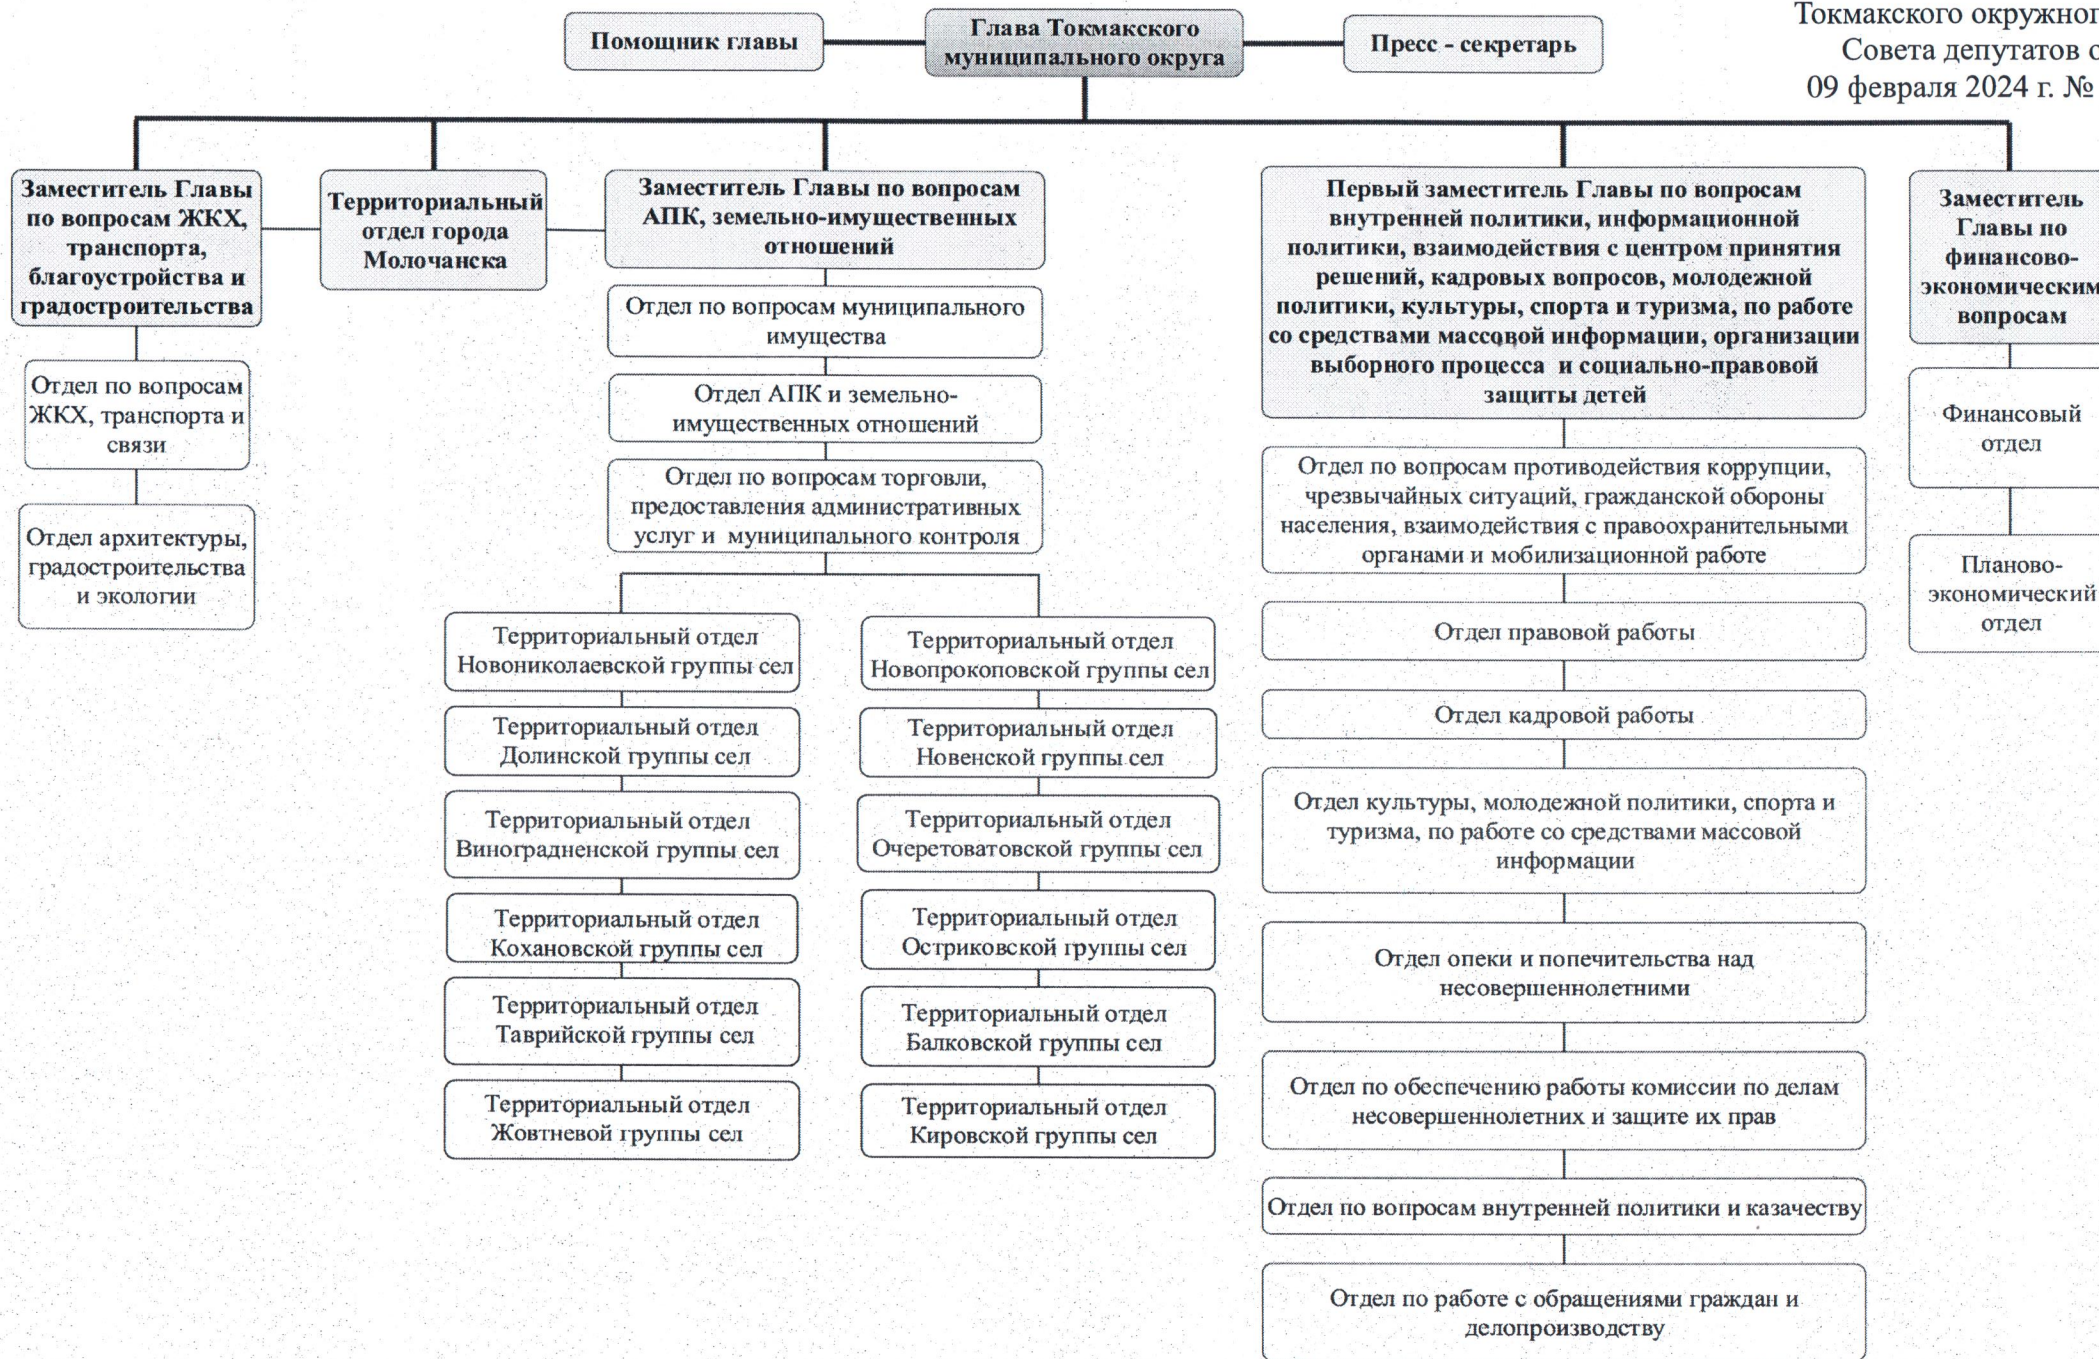 Токмакского окружног
Совета депутатов о
09 февраля 2024 г. №
Помощник главы
Глава Токмакского
муниципального округа
Пресс - секретарь
Заместитель Главы
по вопросам ЖКХ,
транспорта,
благоустройства и
градостроительства
Отдел по вопросам
ЖКХ, транспорта и
связи
Отдел архитектуры,
градостроительства
и экологии
Территориальный
отдел города
Молочанска
Заместитель Главы по вопросам
АПК, земельно-имущественных
отношений
Отдел по вопросам муниципального
имущества
Отдел АПК и земельно-
имущественных отношений
Отдел по вопросам торговли,
предоставления административных
услуг и муниципального контроля
Территориальный отдел
Новониколаевской группы сел
Территориальный отдел
Долинской группы сел
Территориальный отдел
Виноградненской группы сел
Территориальный отдел
Кохановской группы сел
Территориальный отдел
Таврийской группы сел
Территориальный отдел
Жовтневой группы сел
Территориальный отдел
Новопрокоповской группы сел
Территориальный отдел
Новенской группы сел
Территориальный отдел
Очеретоватовской группы сел
Территориальный отдел
Остриковской группы сел
Территориальный отдел
Балковской группы сел
Территориальный отдел
Кировской группы сел
Первый заместитель Главы по вопросам
внутренней политики, информационной
политики, взаимодействия с центром принятия
решений, кадровых вопросов, молодежной
политики, культуры, спорта и туризма, по работе
со средствами массовой информации, организации
выборного процесса и социально-правовой
защиты детей
Отдел по вопросам противодействия коррупции,
чрезвычайных ситуаций, гражданской обороны
населения, взаимодействия с правоохранительными
органами и мобилизационной работе
Отдел правовой работы
Отдел кадровой работы
Отдел культуры, молодежной политики, спорта и
туризма, по работе со средствами массовой
информации
Отдел опеки и попечительства над
несовершеннолетними
Отдел по обеспечению работы комиссии по делам
несовершеннолетних и защите их прав
Отдел по вопросам внутренней политики и казачеству
Отдел по работе с обращениями граждан и
делопроизводству
Заместитель
Главы по
финансово-
экономическим
вопросам
Финансовый
отдел
Планово-
экономический
отдел